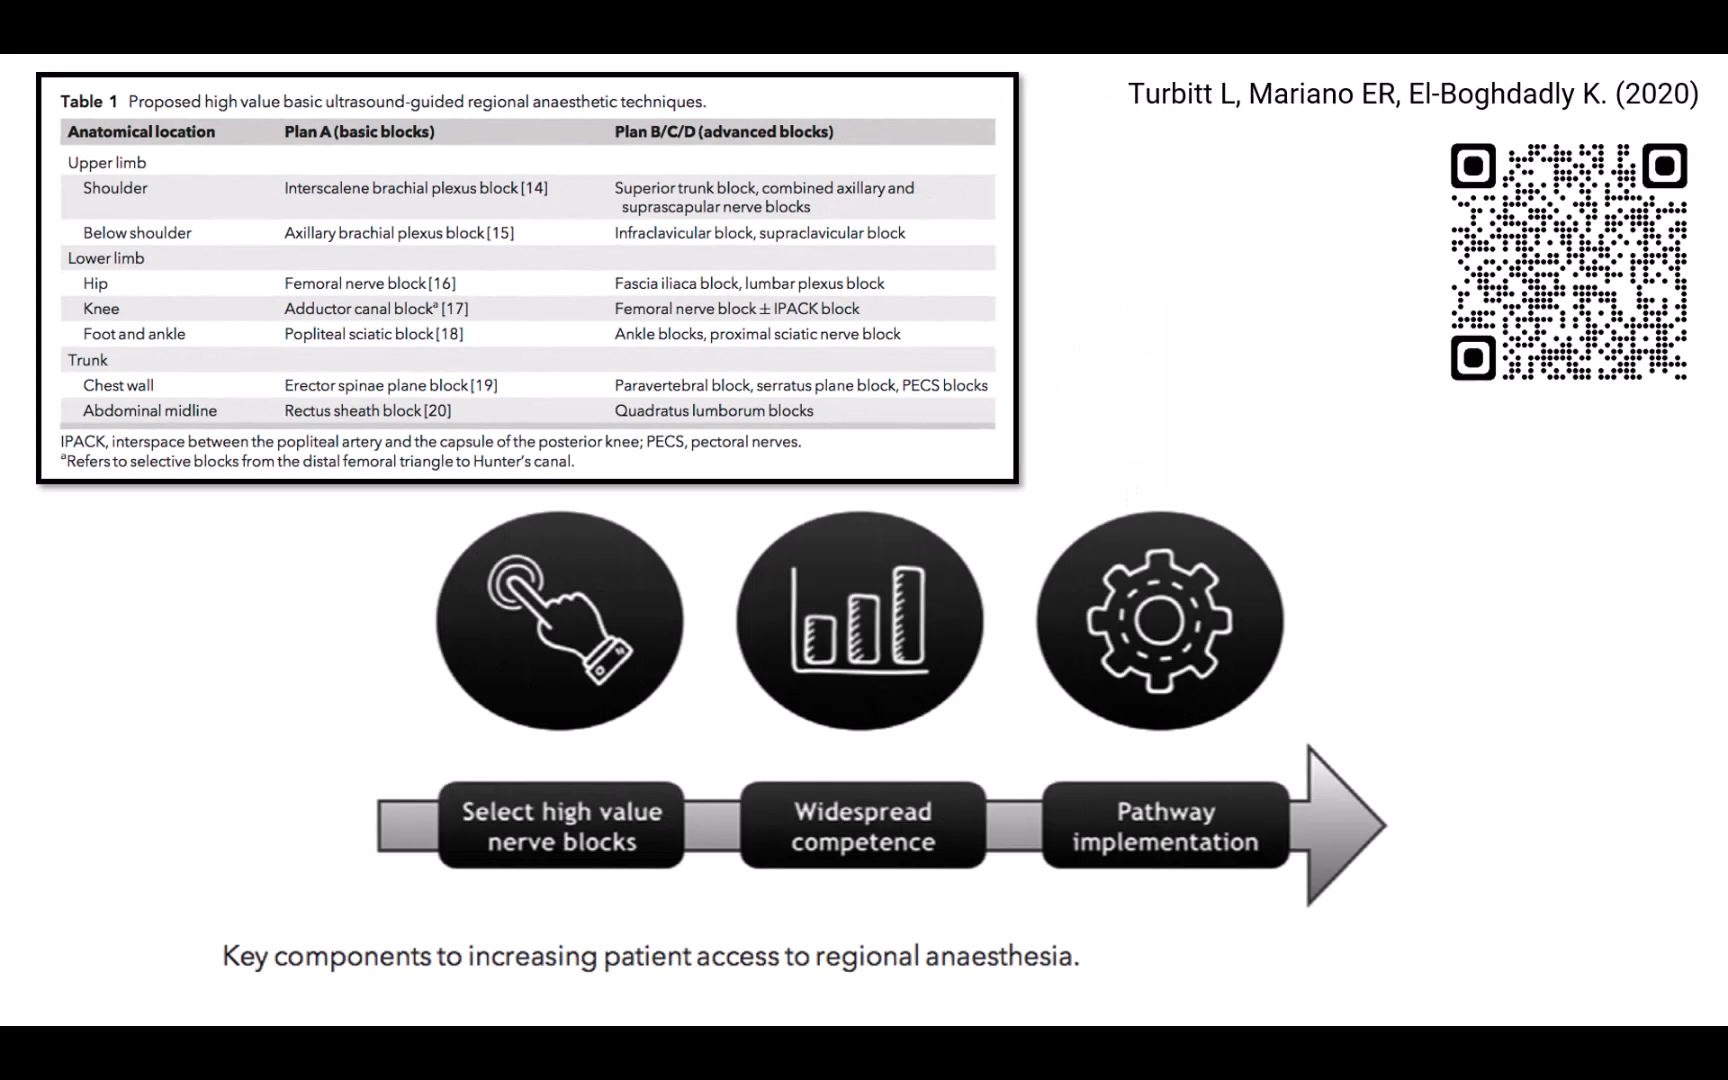 Turbitt L, Mariano ER, El-Boghdadly K. (2020)
Table 1 Proposed high value basic ultrasound-guided regional anaesthetic techniques.
Anatomical location Plan A (basic blocks) Plan B/C/D (advanced blocks)
Upper limb
Shoulder Interscalene brachial plexus block [14] Superior trunk block, combined axillary and
suprascapular nerve blocks
Below shoulder Axillary brachial plexus block [15] Infraclavicular block, supraclavicular block
Lower limb
Hip Femoral nerve block [16] Fascia iliaca block, lumbar plexus block
Knee Adductor canal blockᵃ [17] Femoral nerve block ± IPACK block
Foot and ankle Popliteal sciatic block [18] Ankle blocks, proximal sciatic nerve block
Trunk
Chest wall Erector spinae plane block [19] Paravertebral block, serratus plane block, PECS blocks
Abdominal midline Rectus sheath block [20] Quadratus lumborum blocks
IPACK, interspace between the popliteal artery and the capsule of the posterior knee; PECS, pectoral nerves.
ᵃRefers to selective blocks from the distal femoral triangle to Hunter's canal.
Select high value
nerve blocks
Widespread
competence
Pathway
implementation
Key components to increasing patient access to regional anaesthesia.